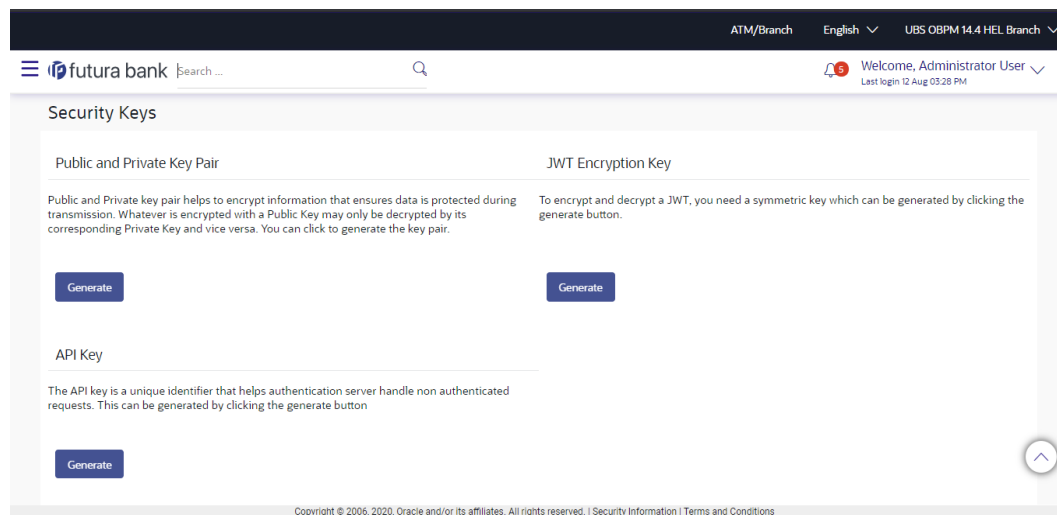 ATM/Branch English UBS OBPM 14.4 HEL Branch
futura bank Search ... 5 Welcome, Administrator User
Last login 12 Aug 03:28 PM
Security Keys
Public and Private Key Pair
Public and Private key pair helps to encrypt information that ensures data is protected during
transmission. Whatever is encrypted with a Public Key may only be decrypted by its
corresponding Private Key and vice versa. You can click to generate the key pair.
Generate
JWT Encryption Key
To encrypt and decrypt a JWT, you need a symmetric key which can be generated by clicking the
generate button.
Generate
API Key
The API key is a unique identifier that helps authentication server handle non authenticated
requests. This can be generated by clicking the generate button
Generate
Copyright © 2006, 2020, Oracle and/or its affiliates. All rights reserved. | Security Information | Terms and Conditions